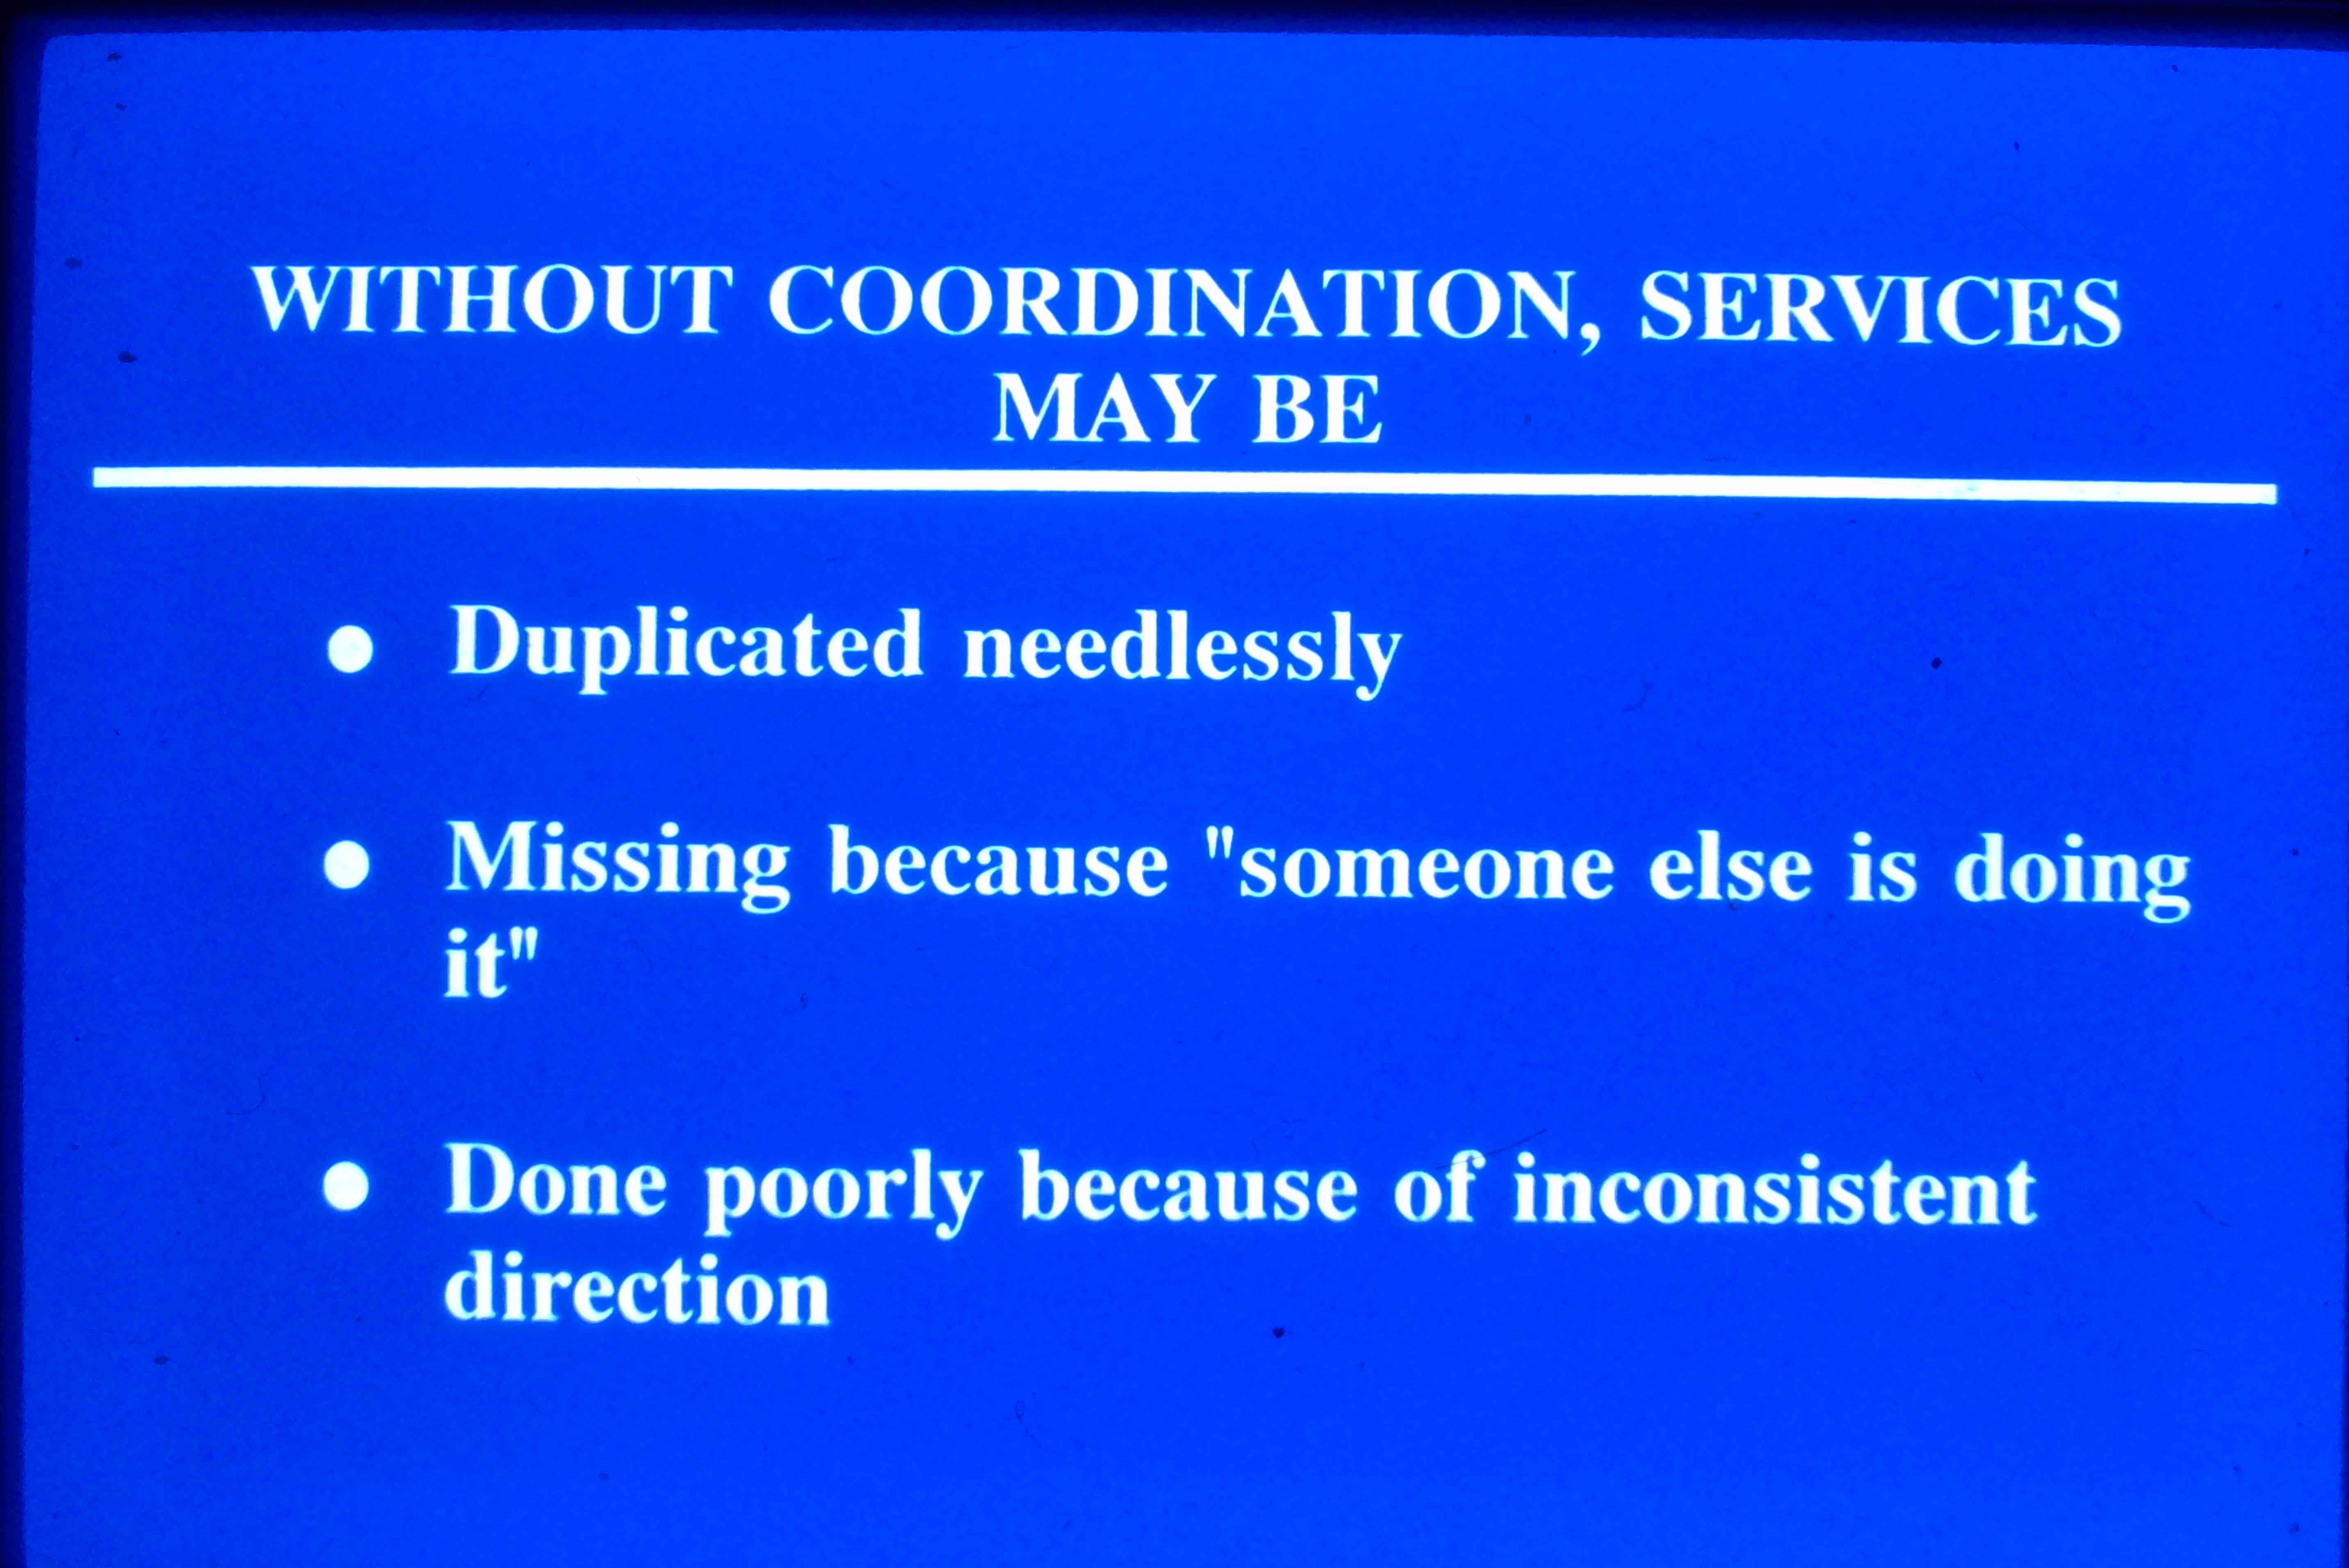 WITHOUT COORDINATION, SERVICES
MAY BE
● Duplicated needlessly
● Missing because "someone else is doing
it"
● Done poorly because of inconsistent
direction